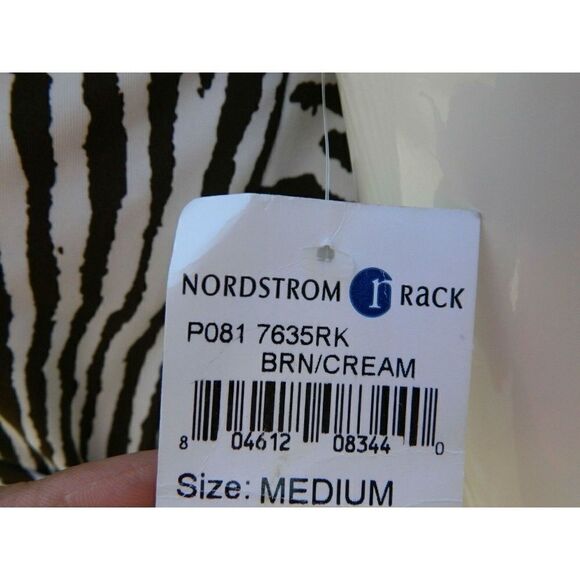 NORDSTROM n RACK
P081 7635RK
BRN/CREAM
8 04612 08344 0
Size: MEDIUM